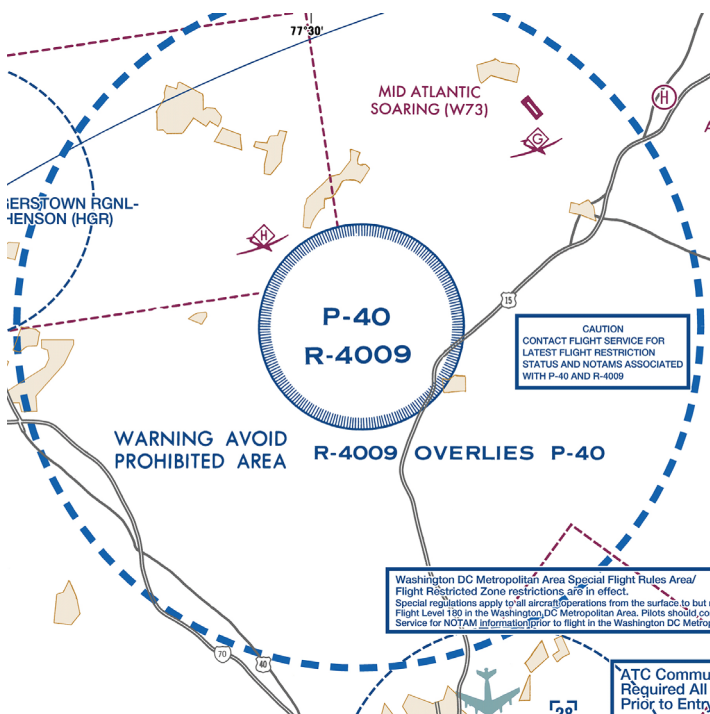 77°30'
MID ATLANTIC
SOARING (W73)
H
G
GERSTOWN RGNL-
HENSON (HGR)
H
P-40
R-4009
15
CAUTION
CONTACT FLIGHT SERVICE FOR
LATEST FLIGHT RESTRICTION
STATUS AND NOTAMS ASSOCIATED
WITH P-40 AND R-4009
WARNING AVOID
PROHIBITED AREA
R-4009 OVERLIES P-40
Washington DC Metropolitan Area Special Flight Rules Area/
Flight Restricted Zone restrictions are in effect.
Special regulations apply to all aircraft operations from the surface to but
Flight Level 180 in the Washington DC Metropolitan Area. Pilots should co
Service for NOTAM information prior to flight in the Washington DC Metrop
70
40
ATC Commu
Required All
Prior to Entry